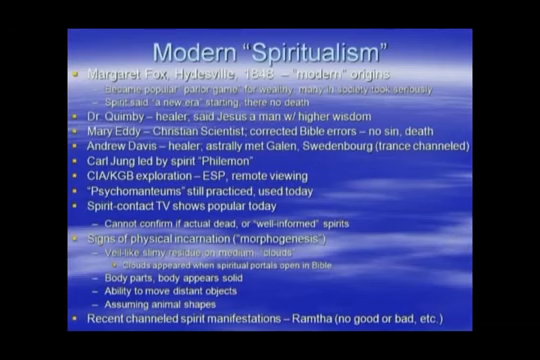 Modern “Spiritualism”
Margaret Fox, Hydesville, 1848 – “modern” origins
– Became popular “parlor game” for wealthy, many in society took seriously
– Spirit said “a new era” starting, there no death
Dr. Quimby – healer; said Jesus a man w/ higher wisdom
Mary Eddy – Christian Scientist; corrected Bible errors – no sin, death
Andrew Davis – healer; astrally met Galen, Swedenbourg (trance channeled)
Carl Jung led by spirit “Philemon”
CIA/KGB exploration – ESP, remote viewing
“Psychomanteums” still practiced, used today
Spirit-contact TV shows popular today
– Cannot confirm if actual dead, or “well-informed” spirits
Signs of physical incarnation (“morphogenesis”)
– Veil-like slimy residue on medium, “clouds”
Clouds appeared when spiritual portals open in Bible
– Body parts, body appears solid
– Ability to move distant objects
– Assuming animal shapes
Recent channeled spirit manifestations – Ramtha (no good or bad, etc.)